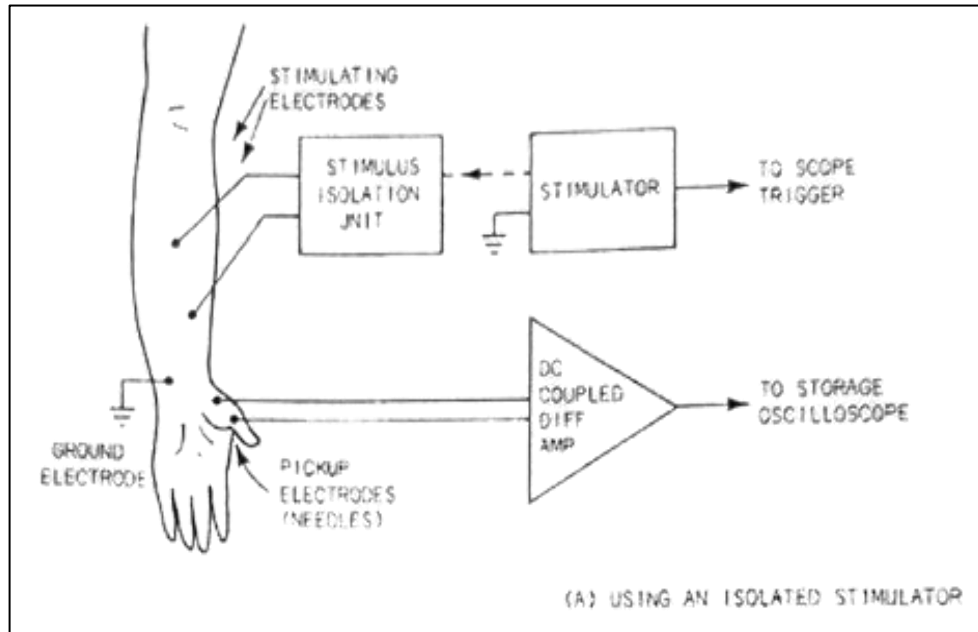 STIMULATING
ELECTRODES
STIMULUS
ISOLATION
UNIT
STIMULATOR
TO SCOPE
TRIGGER
DC
COUPLED
DIFF
AMP
TO STORAGE
OSCILLOSCOPE
GROUND
ELECTRODE
PICKUP
ELECTRODES
(NEEDLES)
(A) USING AN ISOLATED STIMULATOR